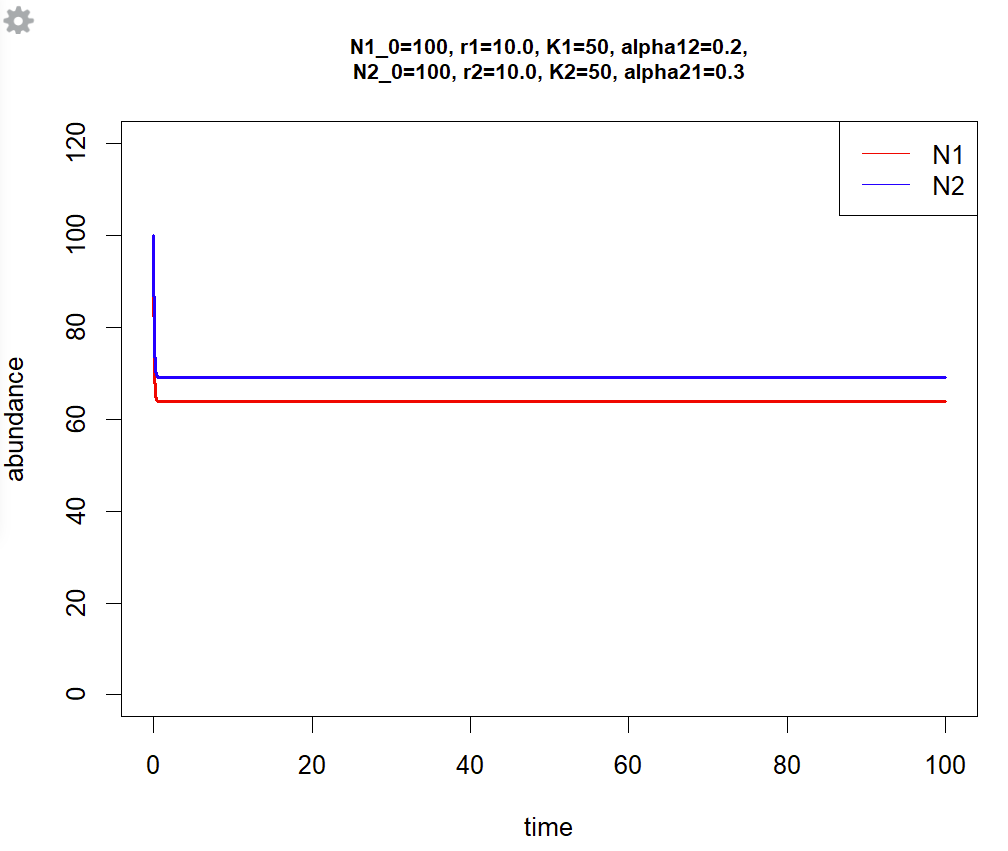 N1_0=100, r1=10.0, K1=50, alpha12=0.2,
N2_0=100, r2=10.0, K2=50, alpha21=0.3
N1
N2
120
100
80
60
40
20
0
abundance
0 20 40 60 80 100
time